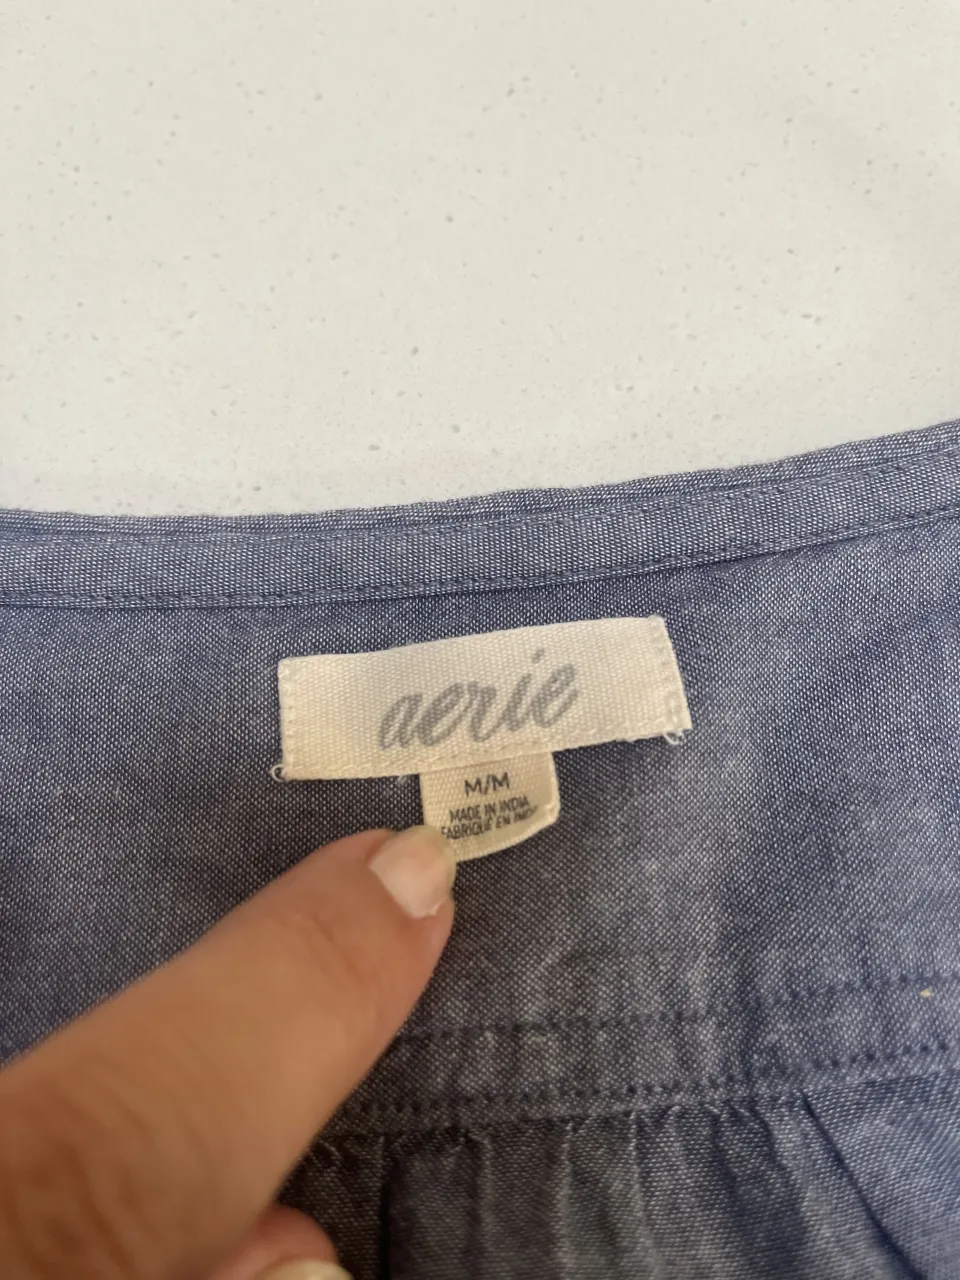 aerie
M/M
MADE IN INDIA
FABRIQUE EN INDE